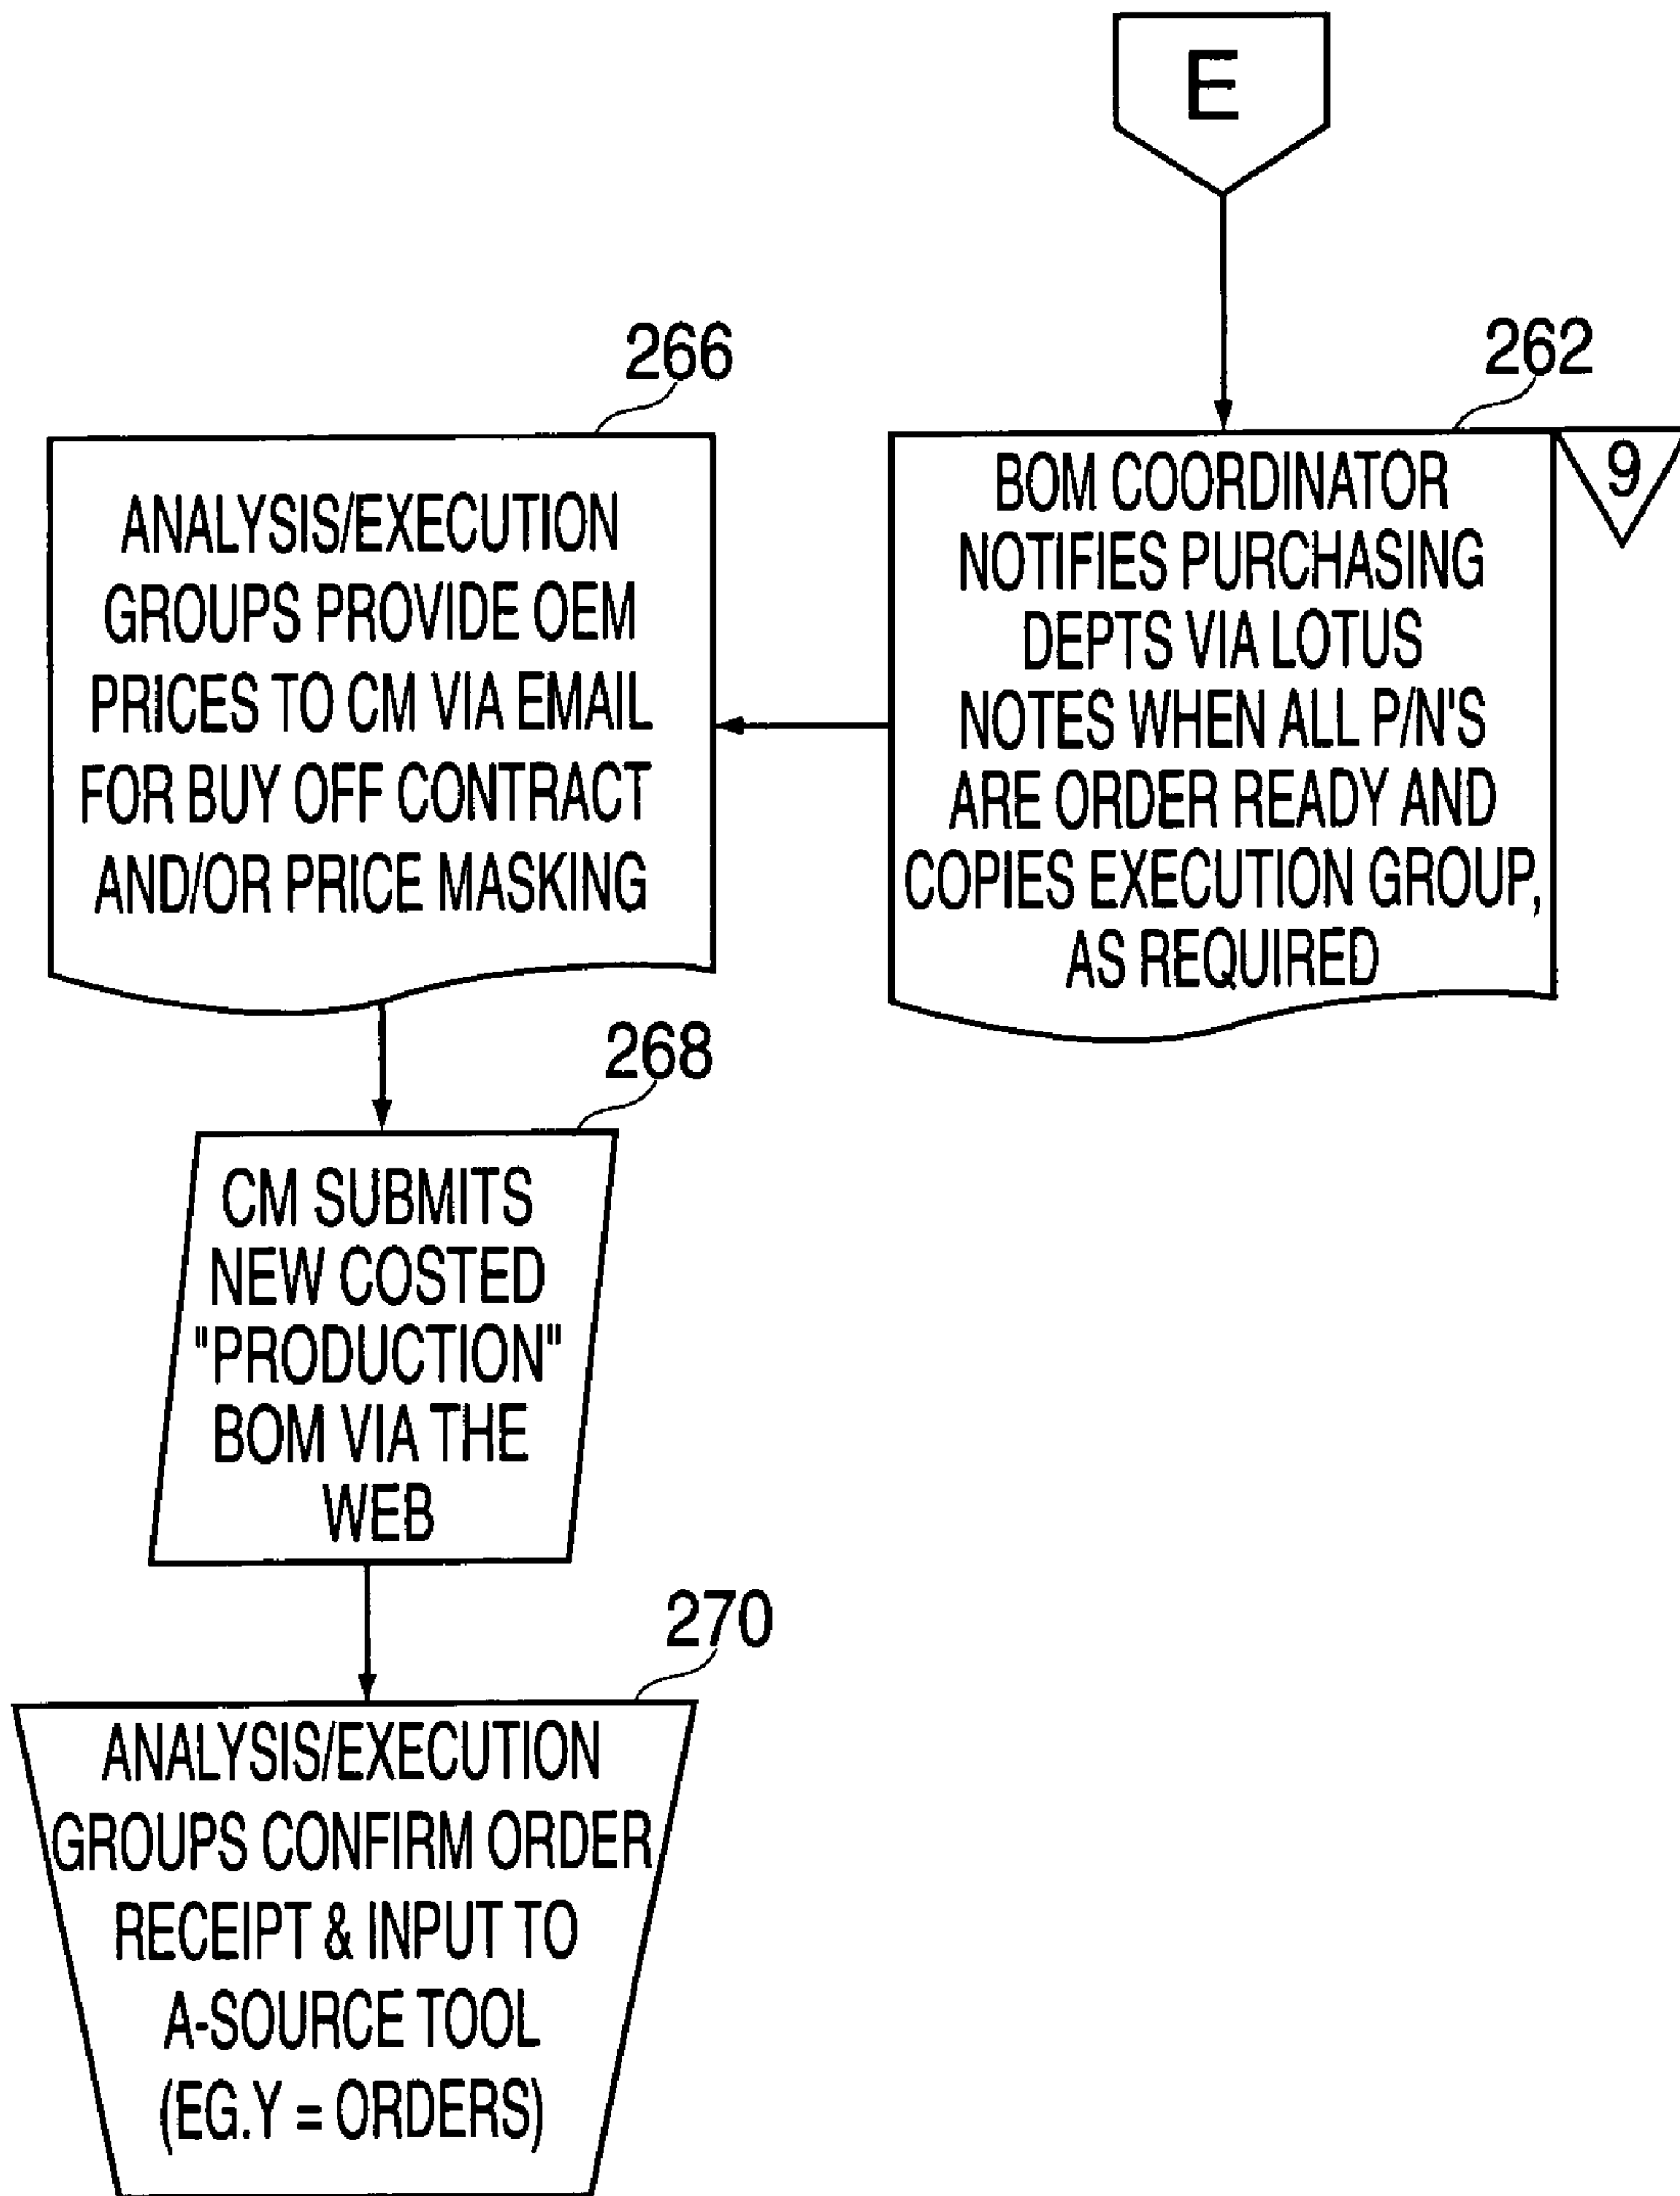 E
262
9
BOM COORDINATOR
NOTIFIES PURCHASING
DEPTS VIA LOTUS
NOTES WHEN ALL P/N'S
ARE ORDER READY AND
COPIES EXECUTION GROUP,
AS REQUIRED
266
ANALYSIS/EXECUTION
GROUPS PROVIDE OEM
PRICES TO CM VIA EMAIL
FOR BUY OFF CONTRACT
AND/OR PRICE MASKING
268
CM SUBMITS
NEW COSTED
"PRODUCTION"
BOM VIA THE
WEB
270
ANALYSIS/EXECUTION
GROUPS CONFIRM ORDER
RECEIPT & INPUT TO
A-SOURCE TOOL
(EG.Y = ORDERS)